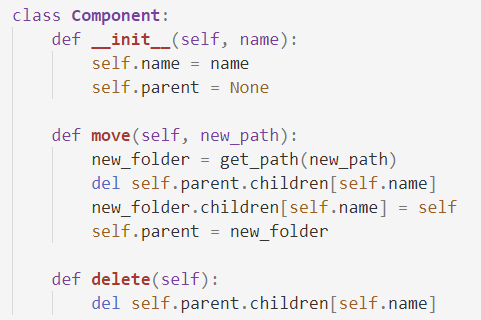 class Component:
    def __init__(self, name):
        self.name = name
        self.parent = None

    def move(self, new_path):
        new_folder = get_path(new_path)
        del self.parent.children[self.name]
        new_folder.children[self.name] = self
        self.parent = new_folder

    def delete(self):
        del self.parent.children[self.name]